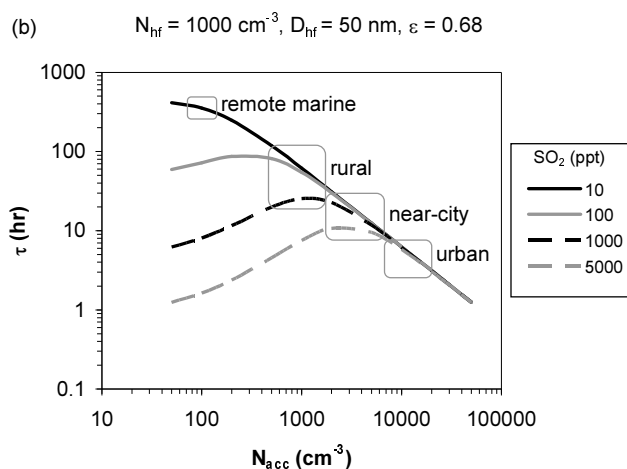 (b)
N_hf = 1000 cm⁻³, D_hf = 50 nm, ε = 0.68
1000
100
10
1
0.1
τ (hr)
remote marine
rural
near-city
urban
10
100
1000
10000
100000
N_acc (cm⁻³)
SO₂ (ppt)
10
100
1000
5000